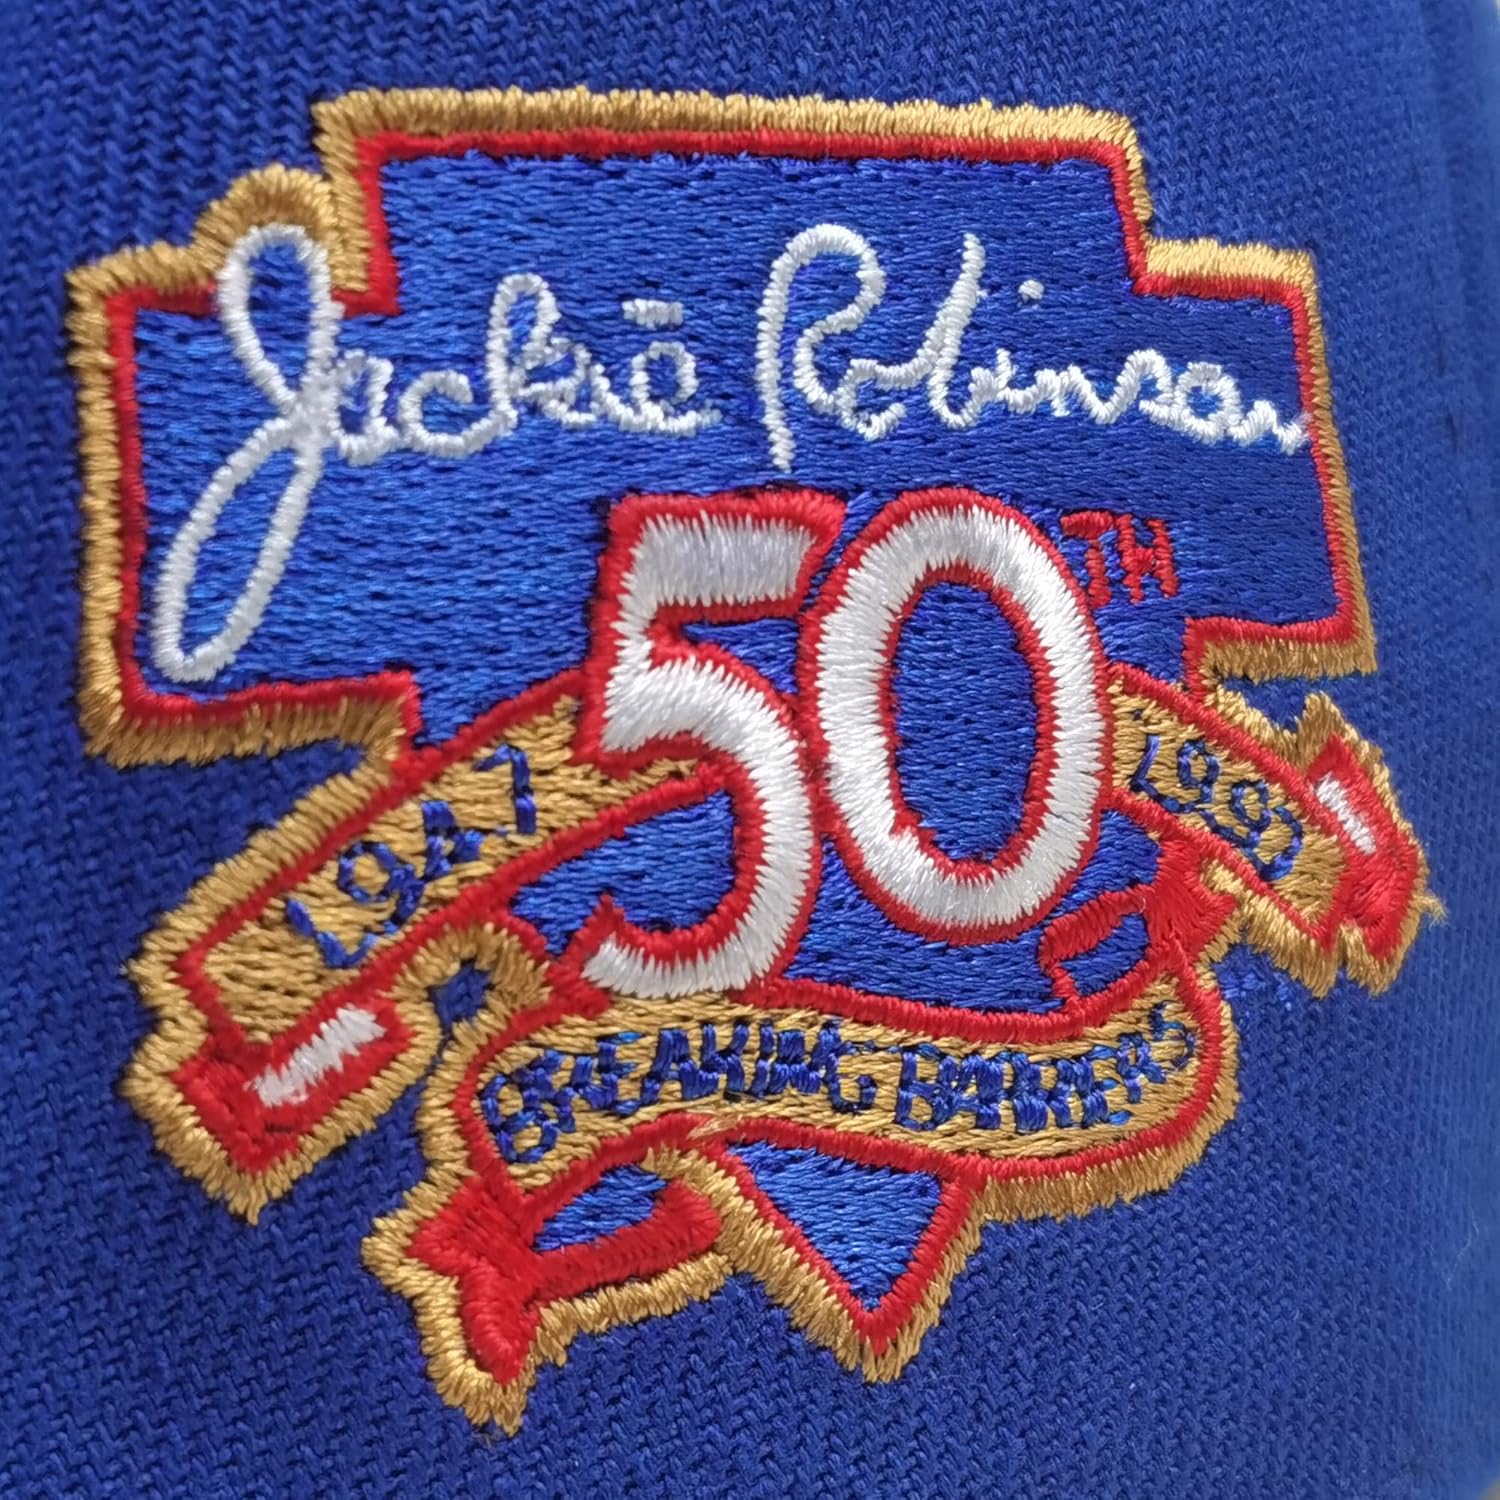 Jackie Robinson
50TH
1947 1997
BREAKING BARRIERS